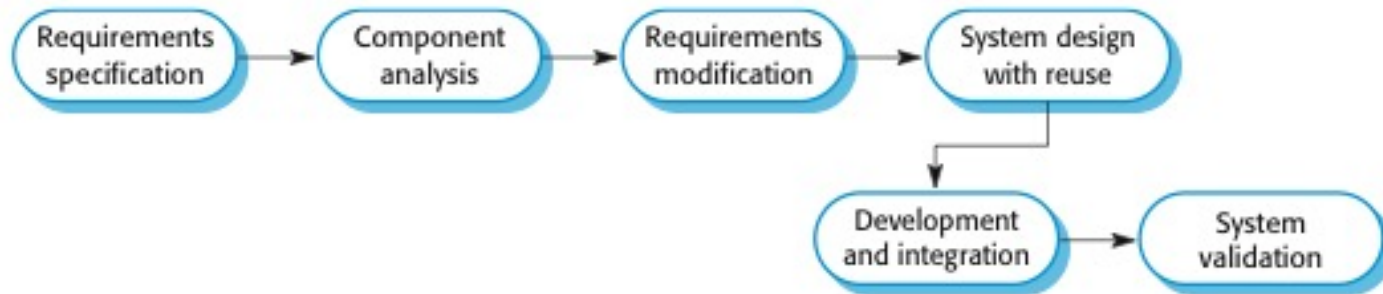 Requirements
specification
Component
analysis
Requirements
modification
System design
with reuse
Development
and integration
System
validation